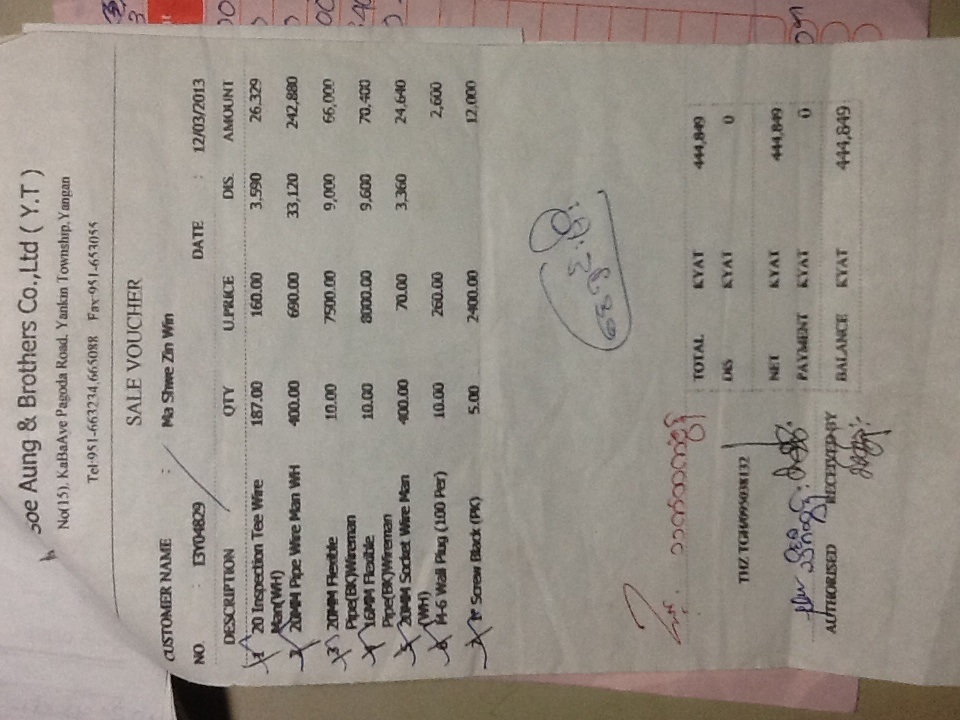 Soe Aung & Brothers Co.,Ltd ( Y.T )
No(15), KaBaAye Pagoda Road, Yankin Township,Yangan
Tel:951-663234,665088 Fax:951-653055
SALE VOUCHER
CUSTOMER NAME : Ma Shwe Zin Win
NO. : 13Y04829 DATE : 12/03/2013
DESCRIPTION QTY U.PRICE DIS. AMOUNT
1 20 Inspection Tee Wire Man(WH) 187.00 160.00 3,590 26,329
2 20MM Pipe Wire Man WH 400.00 690.00 33,120 242,880
3 20MM Flexible Pipe(BK)Wireman 10.00 7500.00 9,000 66,000
4 16MM Flexible Pipe(BK)Wireman 10.00 8000.00 9,600 70,400
5 20MM Socket Wire Man (WH) 400.00 70.00 3,360 24,640
6 M-6 Wall Plug (100 Per) 10.00 260.00 2,600
7 1" Screw Black (PK) 5.00 2400.00 12,000
TOTAL KYAT 444,849
DIS KYAT 0
THZ TGH/095038132
NET KYAT 444,849
PAYMENT KYAT 0
AUTHORISED RECEIVED BY
BALANCE KYAT 444,849